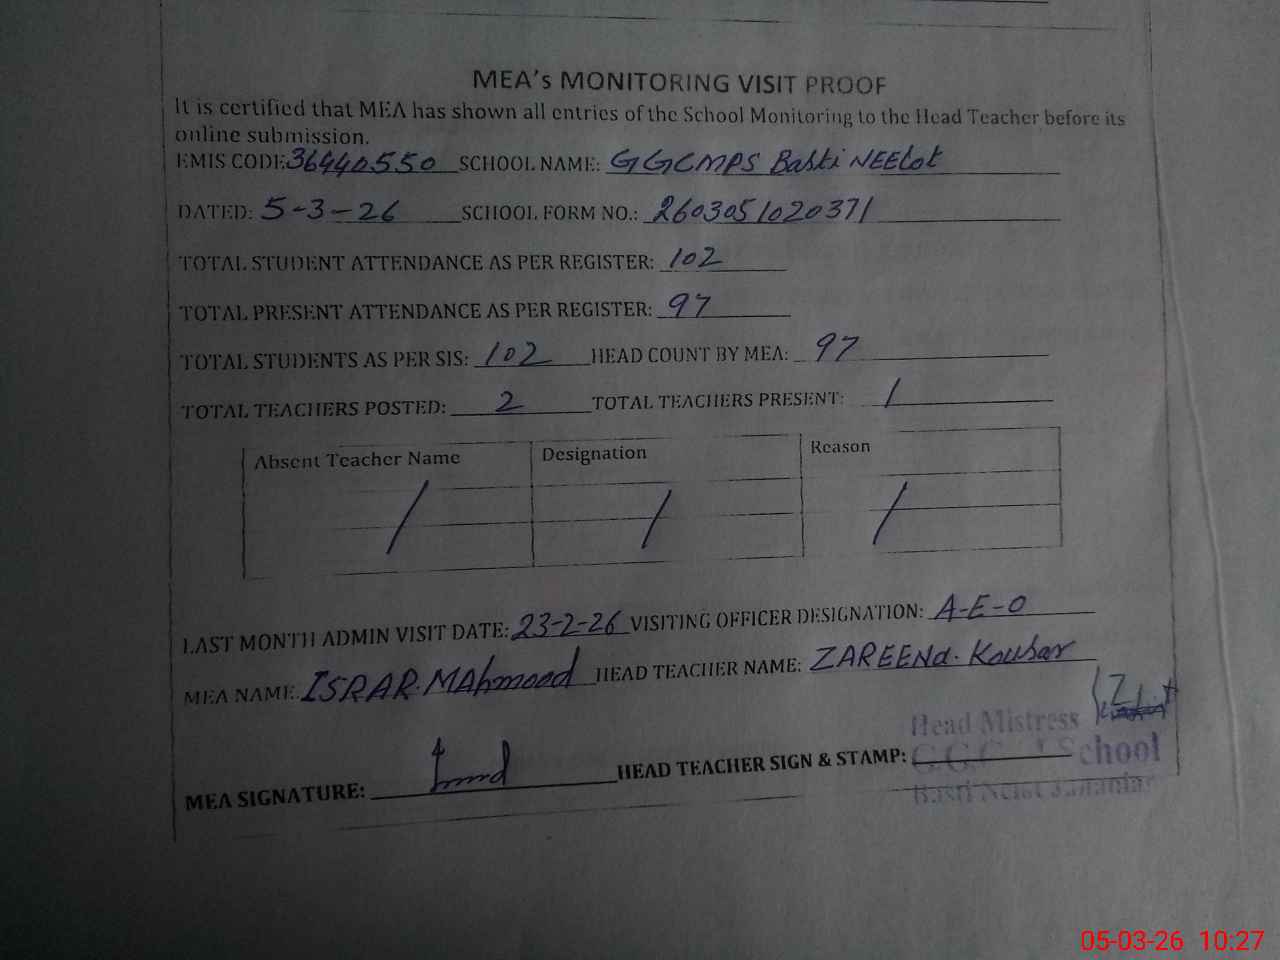 MEA's MONITORING VISIT PROOF
It is certified that MEA has shown all entries of the School Monitoring to the Head Teacher before its
online submission.
EMIS CODE 36440550 SCHOOL NAME: GGCMPS Basti NEElot
DATED: 5-3-26 SCHOOL FORM NO.: 2603051020371
TOTAL STUDENT ATTENDANCE AS PER REGISTER: 102
TOTAL PRESENT ATTENDANCE AS PER REGISTER: 97
TOTAL STUDENTS AS PER SIS: 102 HEAD COUNT BY MEA: 97
TOTAL TEACHERS POSTED: 2 TOTAL TEACHERS PRESENT: 1
Absent Teacher Name Designation Reason
/ / /
LAST MONTH ADMIN VISIT DATE: 23-2-26 VISITING OFFICER DESIGNATION: A-E-O
MEA NAME: ISRAR.MAhmood HEAD TEACHER NAME: ZAREENa. Kousar
Head Mistress
MEA SIGNATURE: HEAD TEACHER SIGN & STAMP: G.G.C School
Basti
05-03-26 10:27